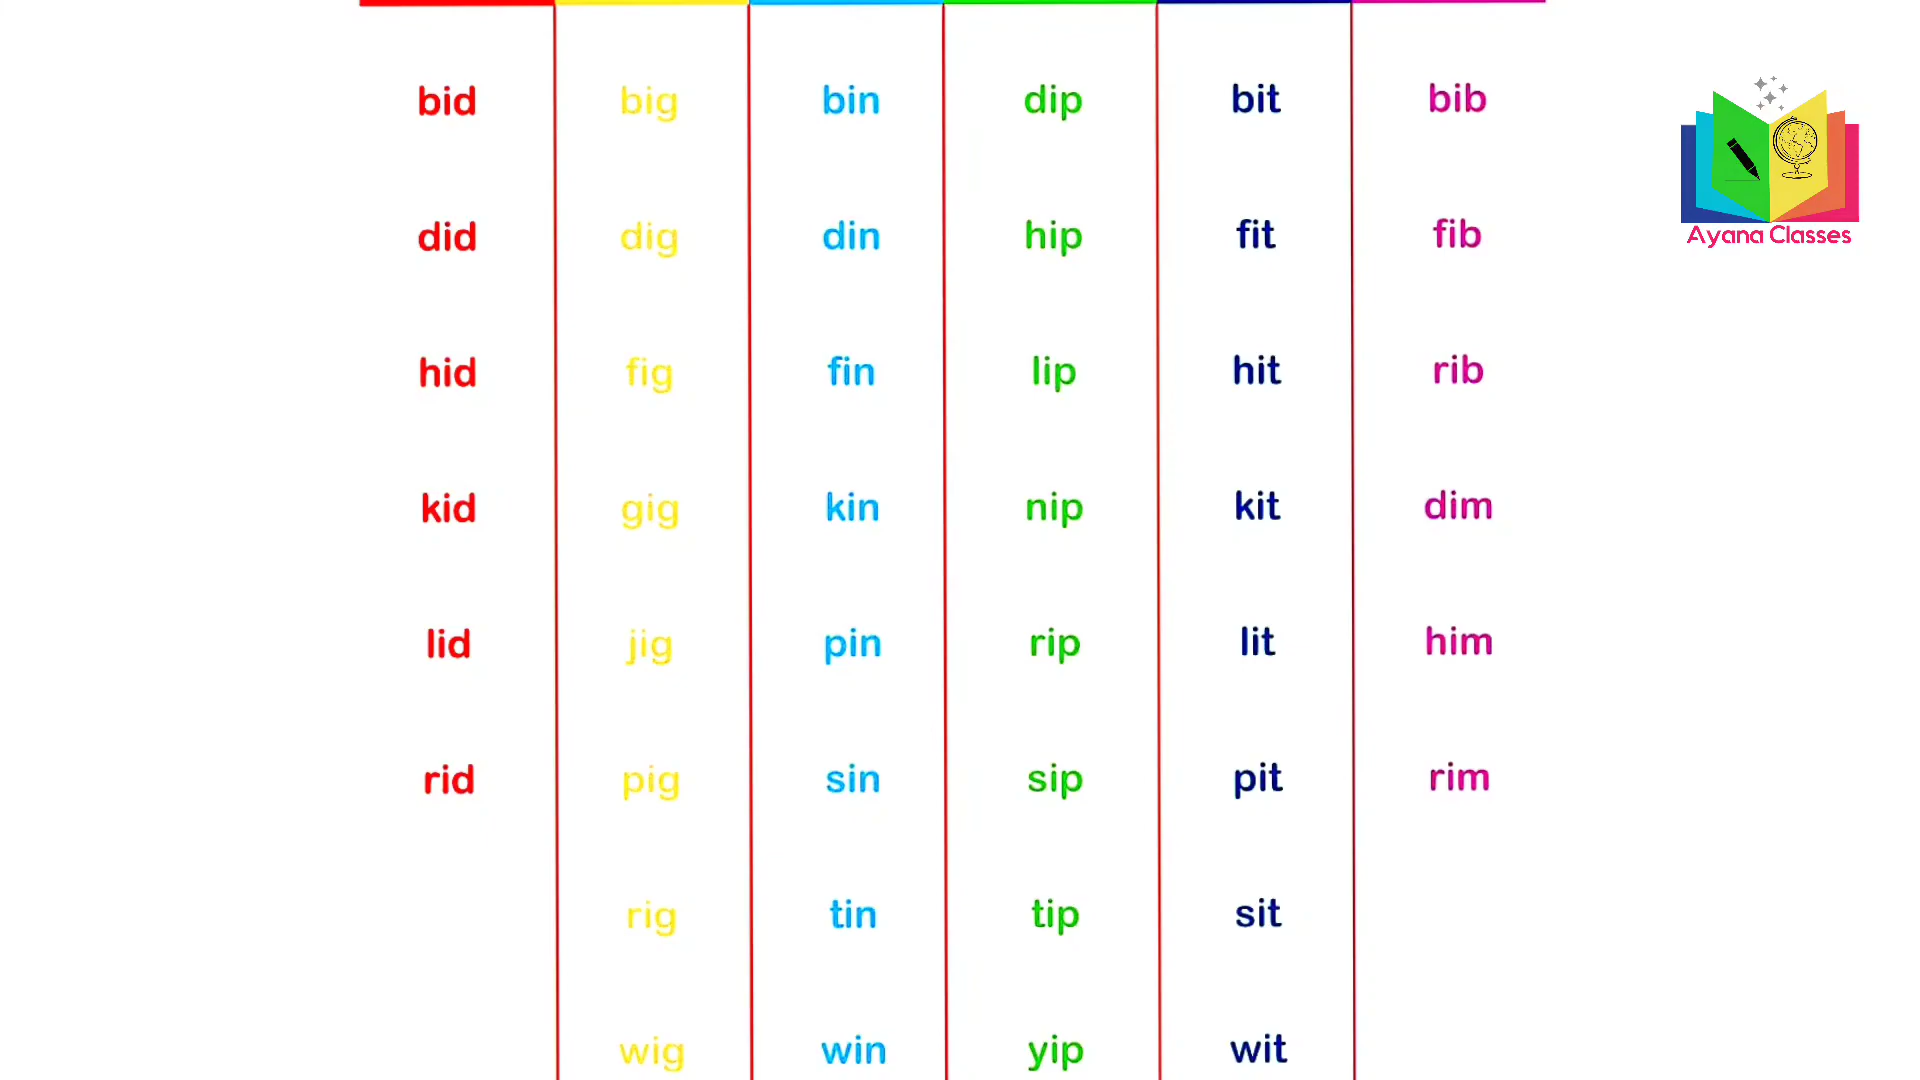 bid big bin dip bit bib
did dig din hip fit fib
hid fig fin lip hit rib
kid gig kin nip kit dim
lid jig pin rip lit him
rid pig sin sip pit rim
rig tin tip sit
wig win yip wit
Ayana Classes